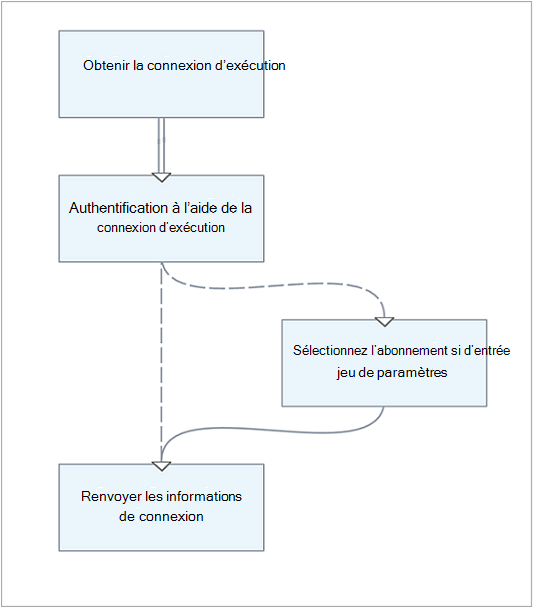 Obtenir la connexion d'exécution
Authentification à l'aide de la
connexion d'exécution
Sélectionnez l'abonnement si d'entrée
jeu de paramètres
Renvoyer les informations
de connexion